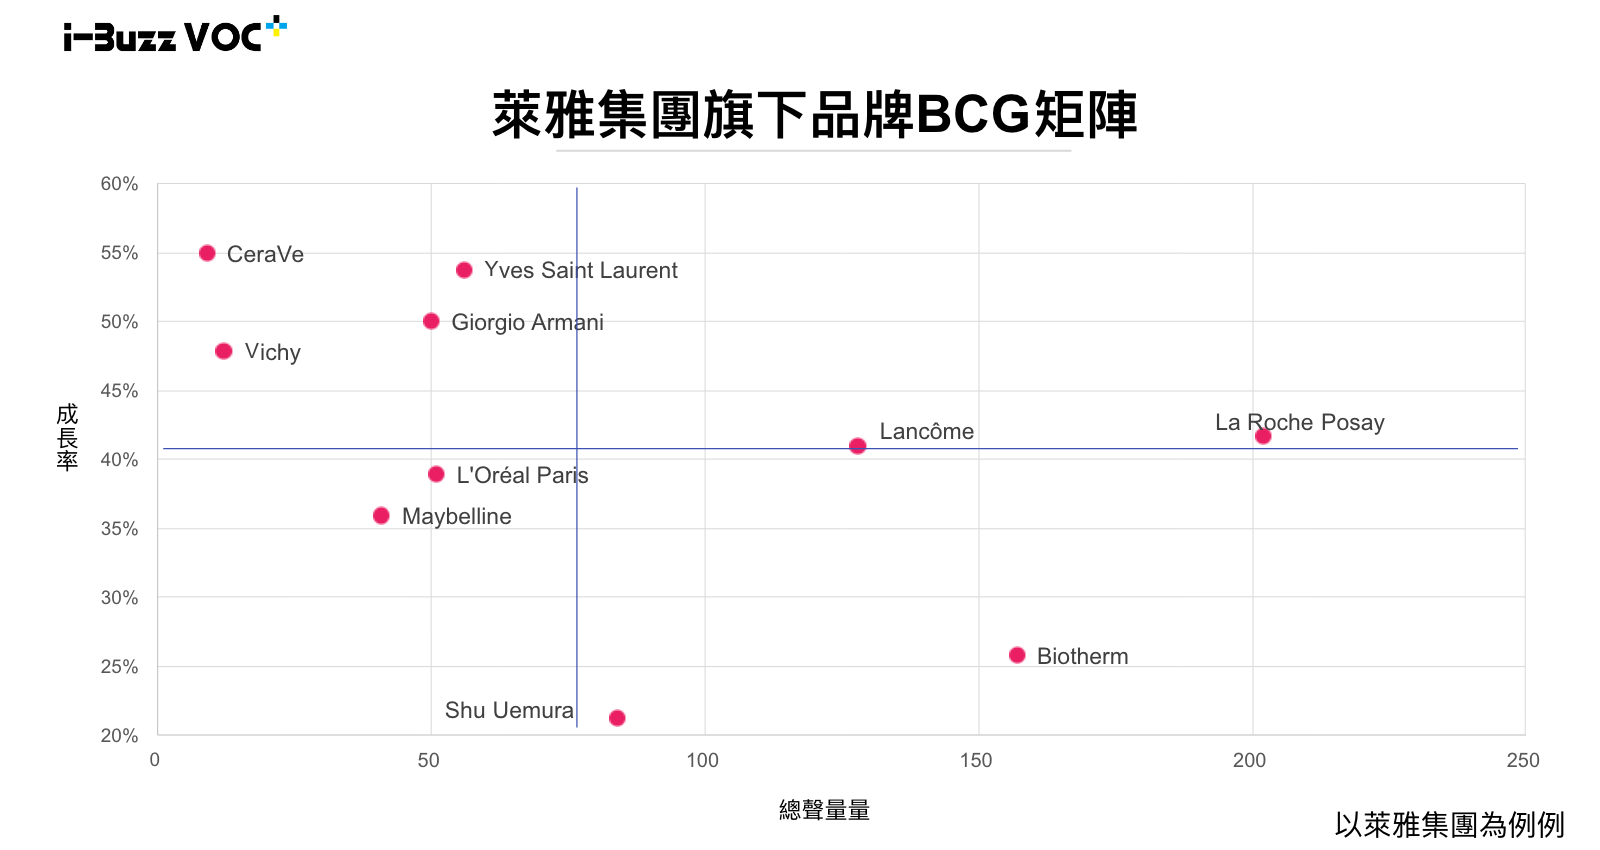 i-Buzz VOC+
萊雅集團旗下品牌BCG矩陣
60%
55%
CeraVe
Yves Saint Laurent
50%
Giorgio Armani
Vichy
45%
成長率
Lancôme
La Roche Posay
40%
L'Oréal Paris
Maybelline
35%
30%
25%
Biotherm
Shu Uemura
20%
0
50
100
150
200
250
總聲量量
以萊雅集團為例例